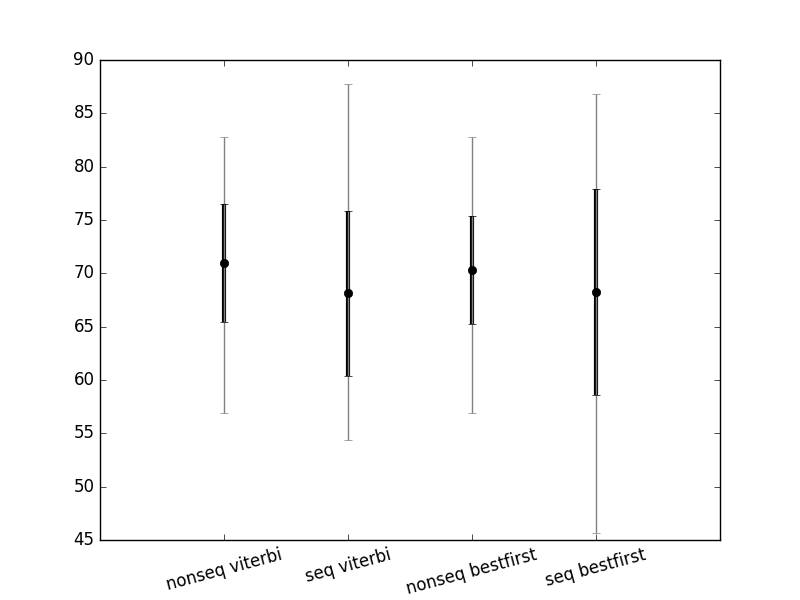 90
85
80
75
70
65
60
55
50
45
nonseq viterbi
seq viterbi
nonseq bestfirst
seq bestfirst